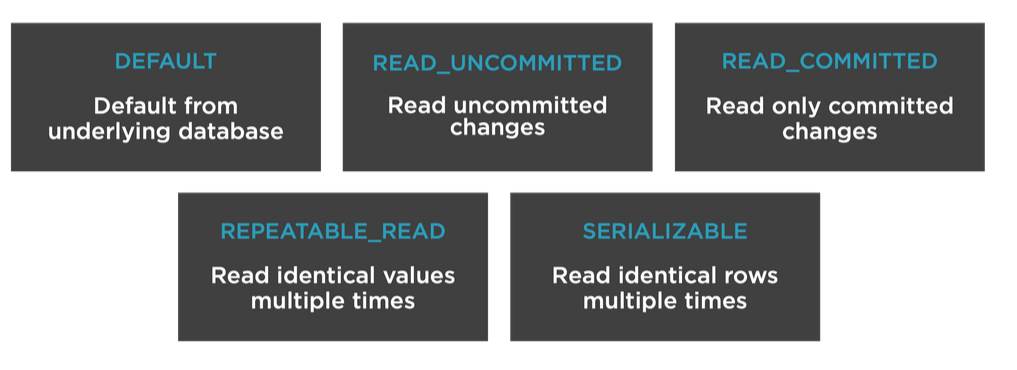 DEFAULT
Default from
underlying database
READ_UNCOMMITTED
Read uncommitted
changes
READ_COMMITTED
Read only committed
changes
REPEATABLE_READ
Read identical values
multiple times
SERIALIZABLE
Read identical rows
multiple times